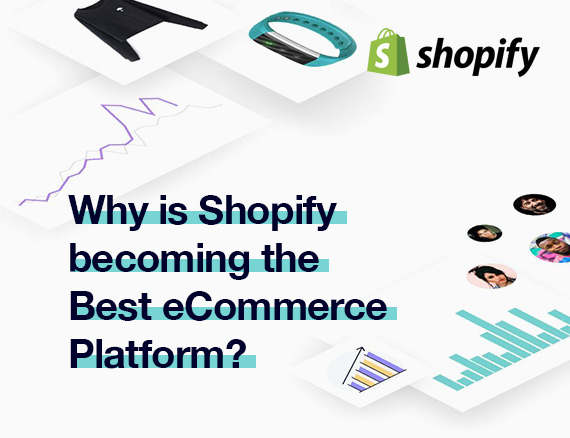 shopify
Why is Shopify
becoming the
Best eCommerce
Platform?